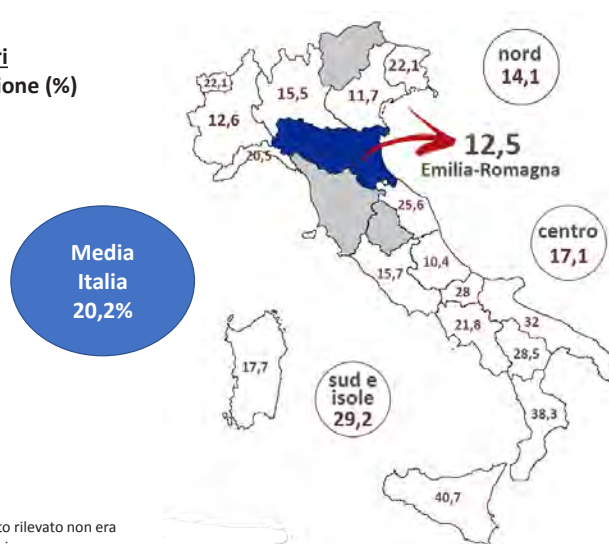 ri
ione (%)
22,1
22,1
15,5
11,7
12,6
20,5
nord
14,1
12,5
Emilia-Romagna
25,6
centro
17,1
Media
Italia
20,2%
15,7
10,4
28
21,8
32
28,5
17,7
sud e
isole
29,2
38,3
40,7
to rilevato non era